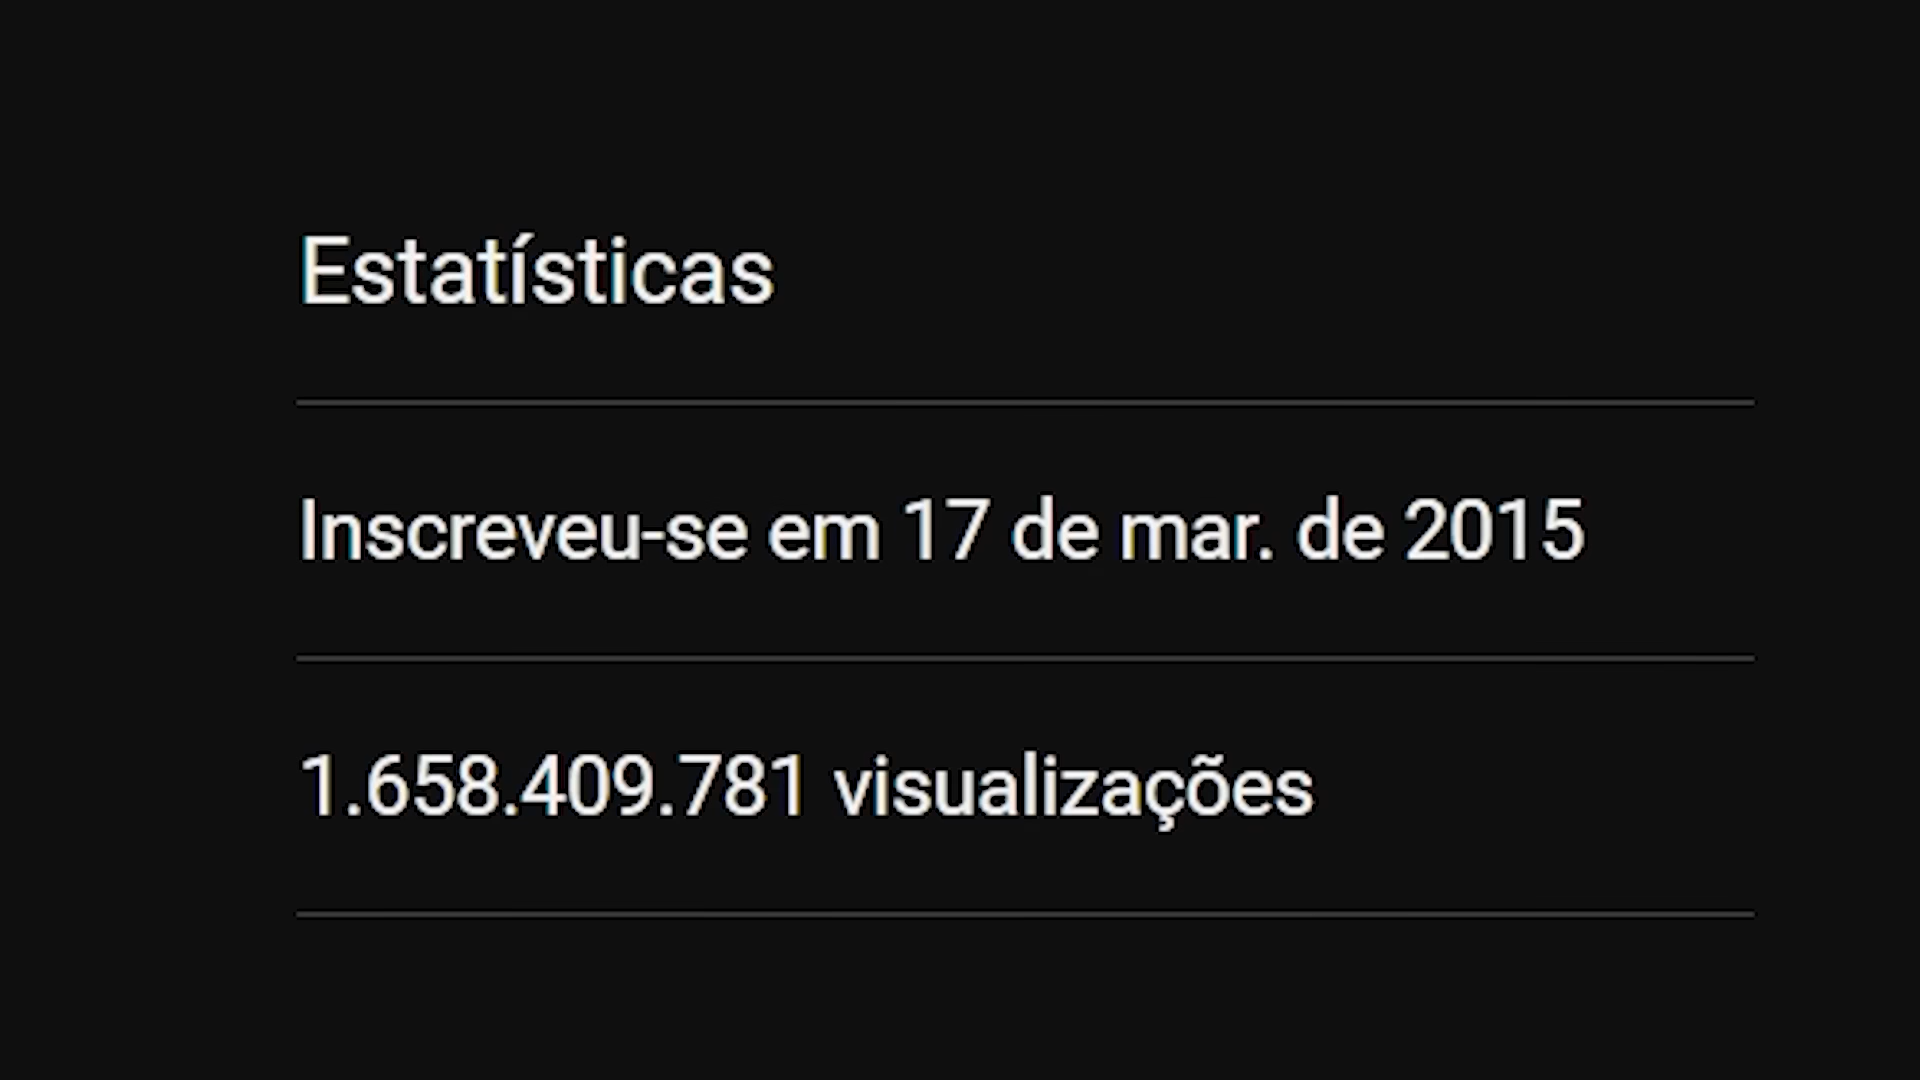 Estatísticas
Inscreveu-se em 17 de mar. de 2015
1.658.409.781 visualizações